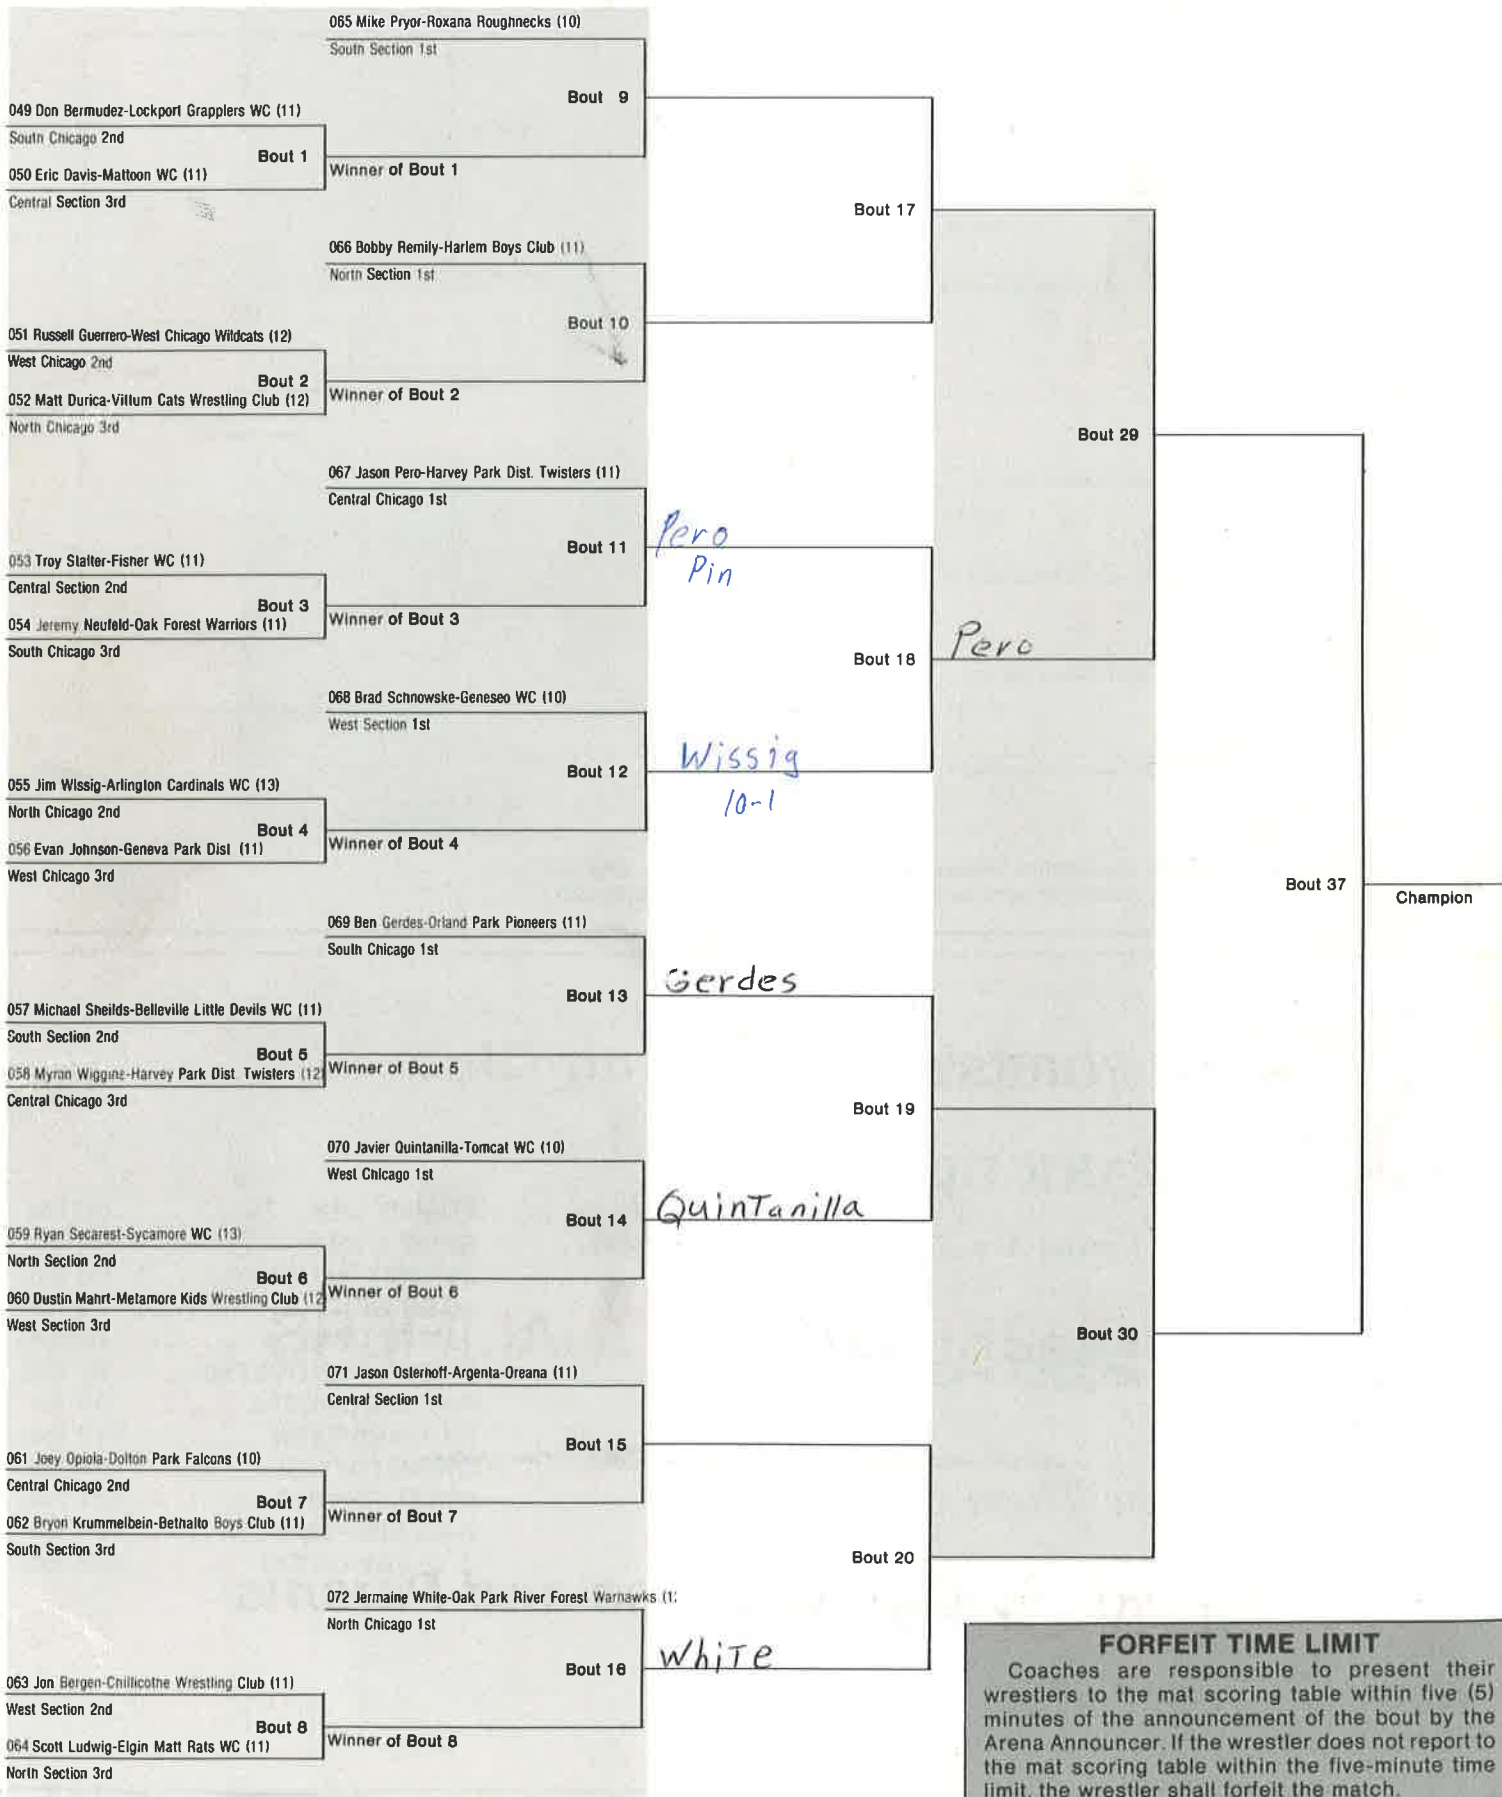 065 Mike Pryor-Roxana Roughnecks (10)
South Section 1st
Bout 9
049 Don Bermudez-Lockport Grapplers WC (11)
South Chicago 2nd
Bout 1
050 Eric Davis-Mattoon WC (11)
Central Section 3rd
Winner of Bout 1
Bout 17
066 Bobby Remily-Harlem Boys Club (11)
North Section 1st
Bout 10
051 Russell Guerrero-West Chicago Wildcats (12)
West Chicago 2nd
Bout 2
052 Matt Durica-Villum Cats Wrestling Club (12)
North Chicago 3rd
Winner of Bout 2
Bout 29
067 Jason Pero-Harvey Park Dist. Twisters (11)
Central Chicago 1st
Bout 11
Pero
Pin
053 Troy Stalter-Fisher WC (11)
Central Section 2nd
Bout 3
054 Jeremy Neufeld-Oak Forest Warriors (11)
South Chicago 3rd
Winner of Bout 3
Bout 18
Pero
068 Brad Schnowske-Geneseo WC (10)
West Section 1st
Bout 12
Wissig
10-1
055 Jim Wissig-Arlington Cardinals WC (13)
North Chicago 2nd
Bout 4
056 Evan Johnson-Geneva Park Dist (11)
West Chicago 3rd
Winner of Bout 4
Bout 37
Champion
069 Ben Gerdes-Orland Park Pioneers (11)
South Chicago 1st
Bout 13
Gerdes
057 Michael Sheilds-Belleville Little Devils WC (11)
South Section 2nd
Bout 5
058 Myron Wiggins-Harvey Park Dist. Twisters (12)
Central Chicago 3rd
Winner of Bout 5
Bout 19
070 Javier Quintanilla-Tomcat WC (10)
West Chicago 1st
Bout 14
QuinTanilla
059 Ryan Secarest-Sycamore WC (13)
North Section 2nd
Bout 6
060 Dustin Mahrt-Metamore Kids Wrestling Club (12
West Section 3rd
Winner of Bout 6
Bout 30
071 Jason Osterhoff-Argenta-Oreana (11)
Central Section 1st
Bout 15
061 Joey Opiola-Dolton Park Falcons (10)
Central Chicago 2nd
Bout 7
062 Bryon Krummelbein-Bethalto Boys Club (11)
South Section 3rd
Winner of Bout 7
Bout 20
072 Jermaine White-Oak Park River Forest Warhawks (1
North Chicago 1st
Bout 16
WhiTe
063 Jon Bergen-Chillicothe Wrestling Club (11)
West Section 2nd
Bout 8
064 Scott Ludwig-Elgin Matt Rats WC (11)
North Section 3rd
Winner of Bout 8
FORFEIT TIME LIMIT
Coaches are responsible to present their
wrestlers to the mat scoring table within five (5)
minutes of the announcement of the bout by the
Arena Announcer. If the wrestler does not report to
the mat scoring table within the five-minute time
limit, the wrestler shall forfeit the match.